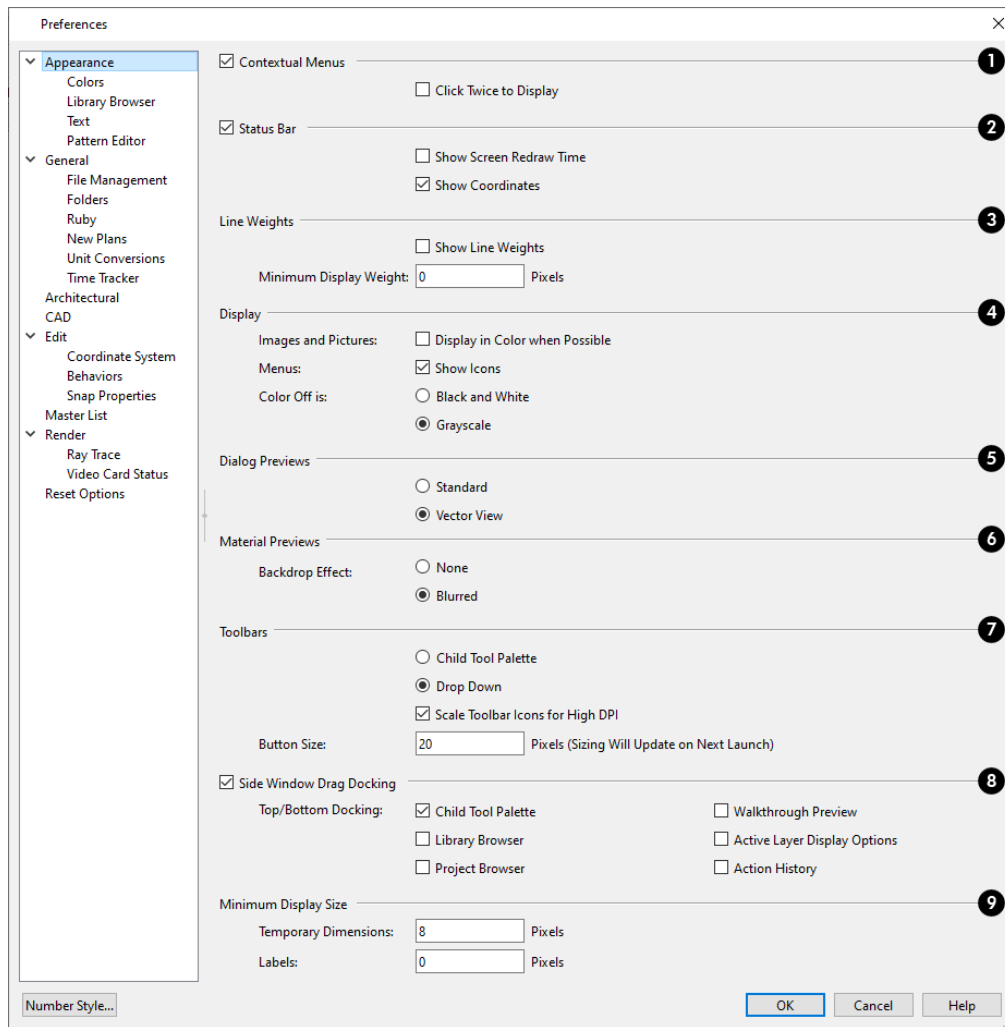 Preferences
Appearance
Colors
Library Browser
Text
Pattern Editor
General
File Management
Folders
Ruby
New Plans
Unit Conversions
Time Tracker
Architectural
CAD
Edit
Coordinate System
Behaviors
Snap Properties
Master List
Render
Ray Trace
Video Card Status
Reset Options
Contextual Menus 1
Click Twice to Display
Status Bar 2
Show Screen Redraw Time
Show Coordinates
Line Weights 3
Show Line Weights
Minimum Display Weight: 0 Pixels
Display 4
Images and Pictures: Display in Color when Possible
Menus: Show Icons
Color Off is: Black and White
Grayscale
Dialog Previews 5
Standard
Vector View
Material Previews 6
Backdrop Effect: None
Blurred
Toolbars 7
Child Tool Palette
Drop Down
Scale Toolbar Icons for High DPI
Button Size: 20 Pixels (Sizing Will Update on Next Launch)
Side Window Drag Docking 8
Top/Bottom Docking: Child Tool Palette Walkthrough Preview
Library Browser Active Layer Display Options
Project Browser Action History
Minimum Display Size 9
Temporary Dimensions: 8 Pixels
Labels: 0 Pixels
Number Style... OK Cancel Help